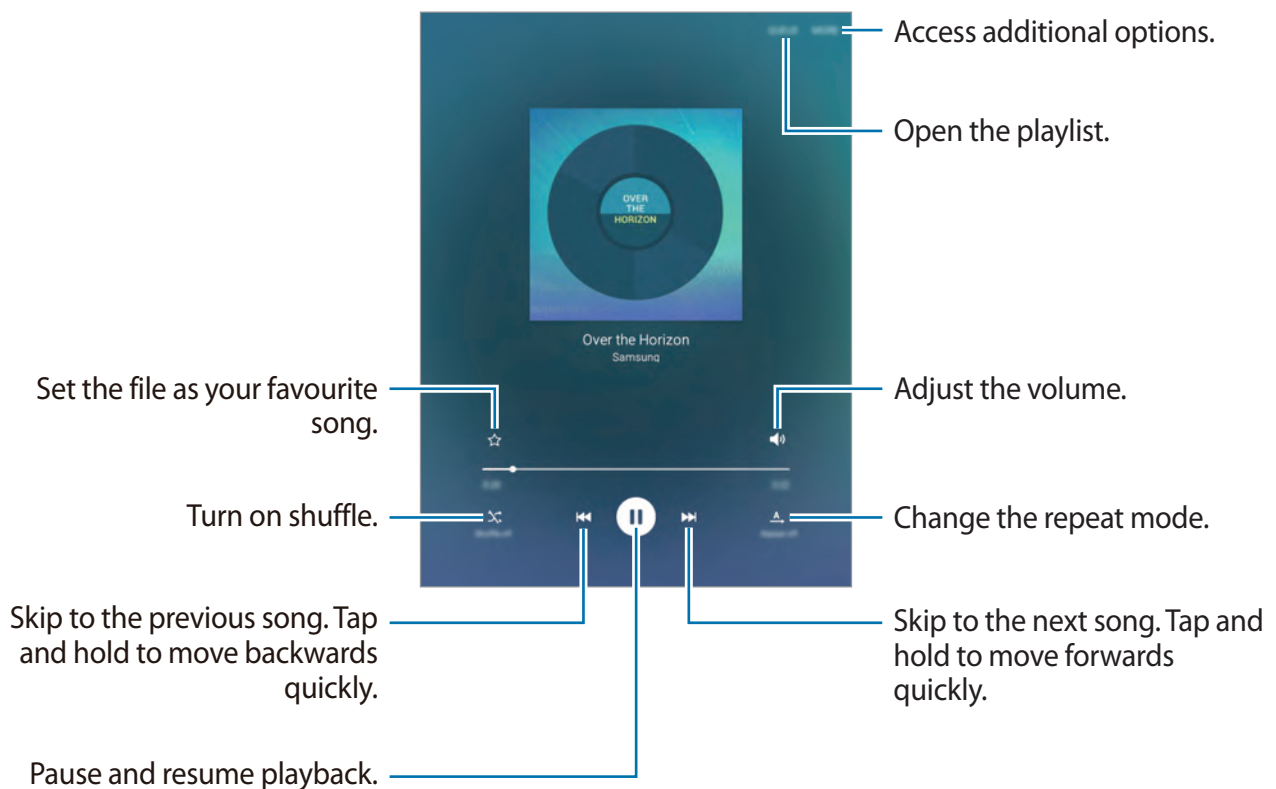 Access additional options.
Open the playlist.
OVER
THE
HORIZON
Over the Horizon
Samsung
Set the file as your favourite
song.
Adjust the volume.
Turn on shuffle.
Change the repeat mode.
Skip to the previous song. Tap
and hold to move backwards
quickly.
Skip to the next song. Tap and
hold to move forwards
quickly.
Pause and resume playback.